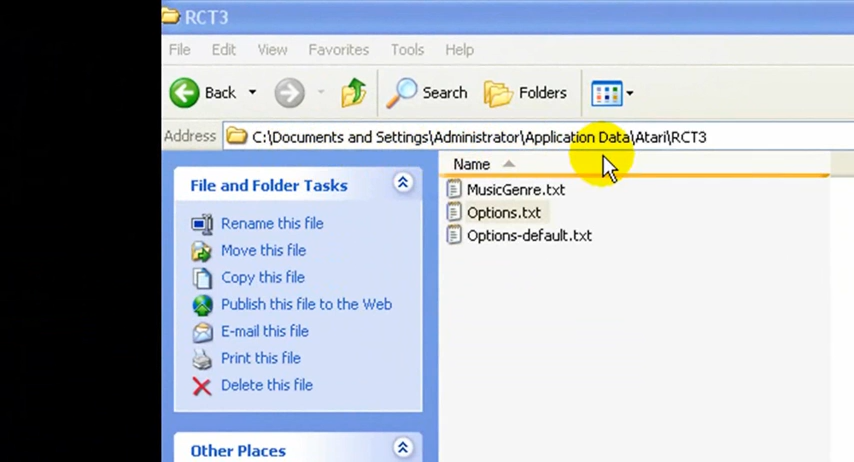 RCT3
File Edit View Favorites Tools Help
Back Search Folders
Address C:\Documents and Settings\Administrator\Application Data\Atari\RCT3
File and Folder Tasks
Rename this file
Move this file
Copy this file
Publish this file to the Web
E-mail this file
Print this file
Delete this file
Other Places
Name
MusicGenre.txt
Options.txt
Options-default.txt